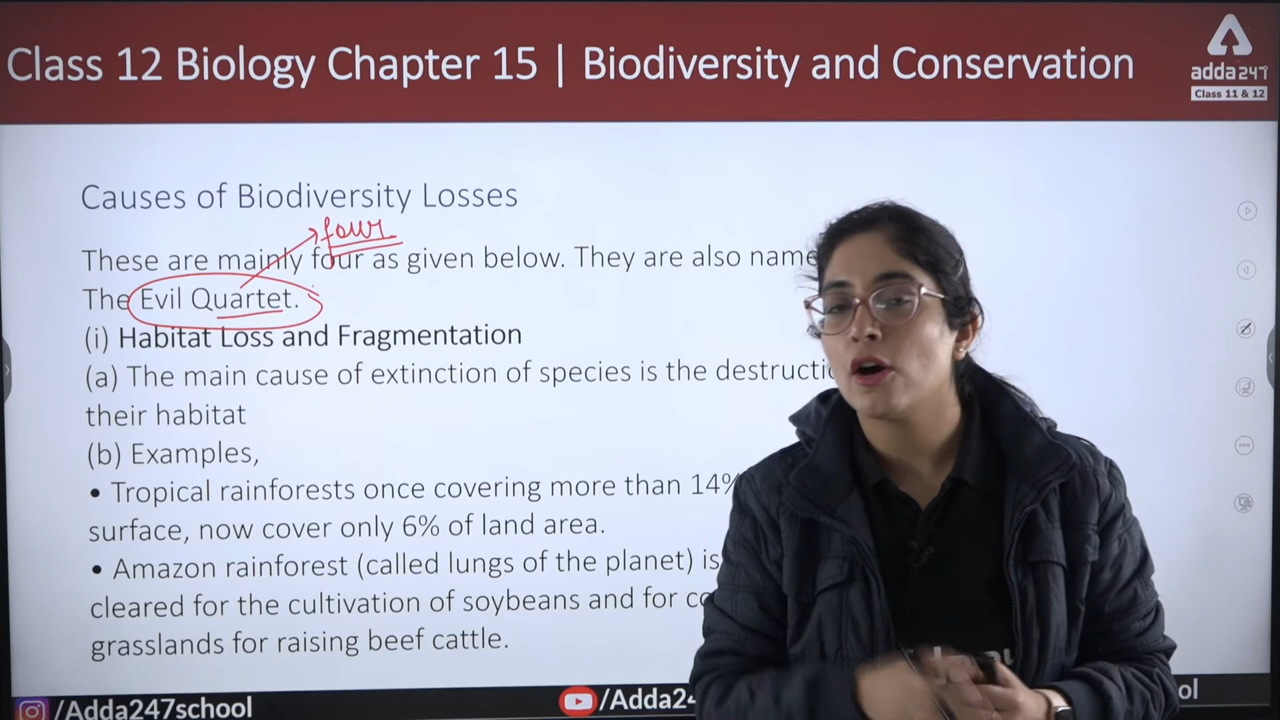 Class 12 Biology Chapter 15 | Biodiversity and Conservation
adda247
Class 11 & 12
Causes of Biodiversity Losses
four
These are mainly four as given below. They are also name
The Evil Quartet.
(i) Habitat Loss and Fragmentation
(a) The main cause of extinction of species is the destructi
their habitat
(b) Examples,
• Tropical rainforests once covering more than 14%
surface, now cover only 6% of land area.
• Amazon rainforest (called lungs of the planet) is
cleared for the cultivation of soybeans and for co
grasslands for raising beef cattle.
/Adda247school
/Adda24
ol